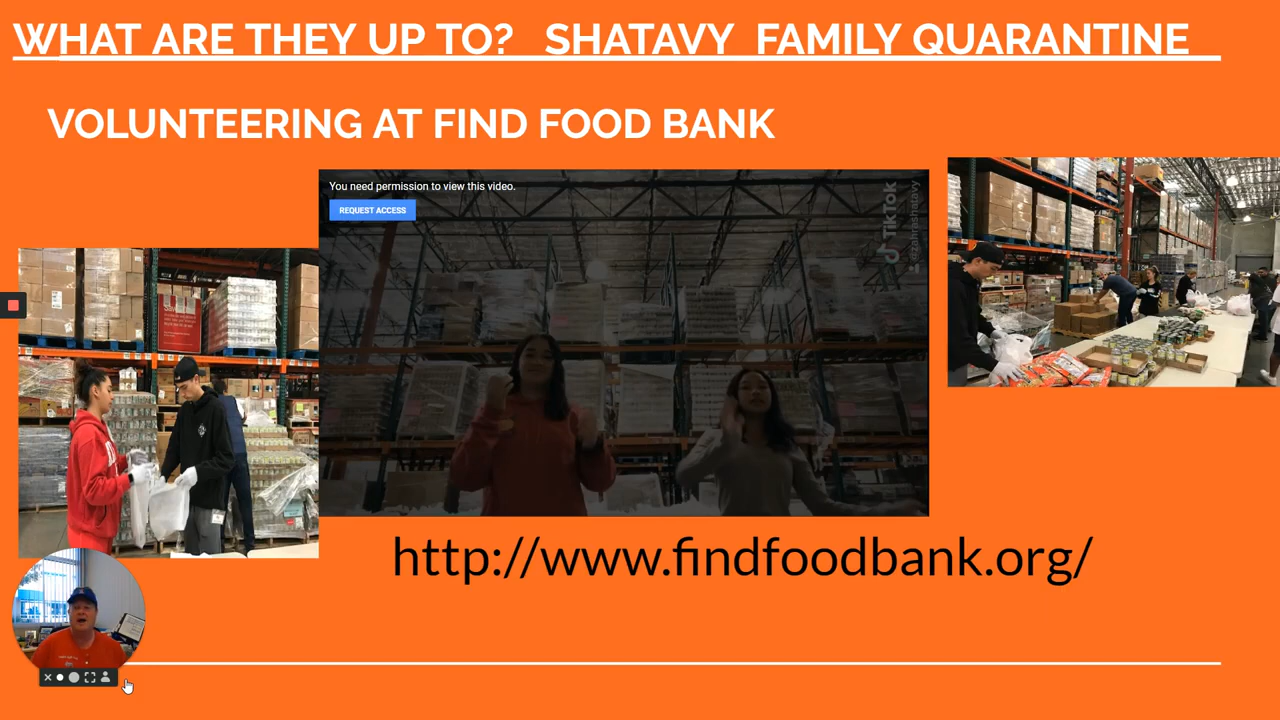 WHAT ARE THEY UP TO? SHATAVY FAMILY QUARANTINE
VOLUNTEERING AT FIND FOOD BANK
You need permission to view this video.
REQUEST ACCESS
TikTok
@zahrashatavy
http://www.findfoodbank.org/